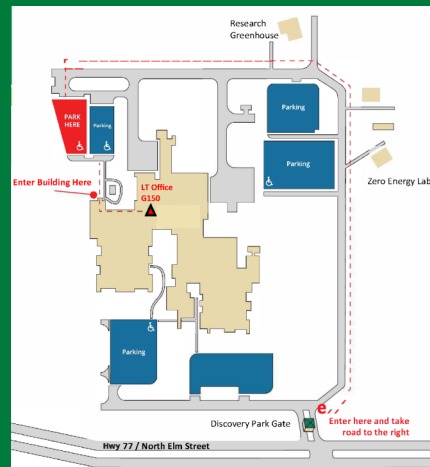 Research
Greenhouse
r
PARK
HERE
Parking
Parking
Parking
Enter Building Here
LT Office
G150
Zero Energy Lab
Parking
e
Discovery Park Gate
Enter here and take
road to the right
Hwy 77 / North Elm Street